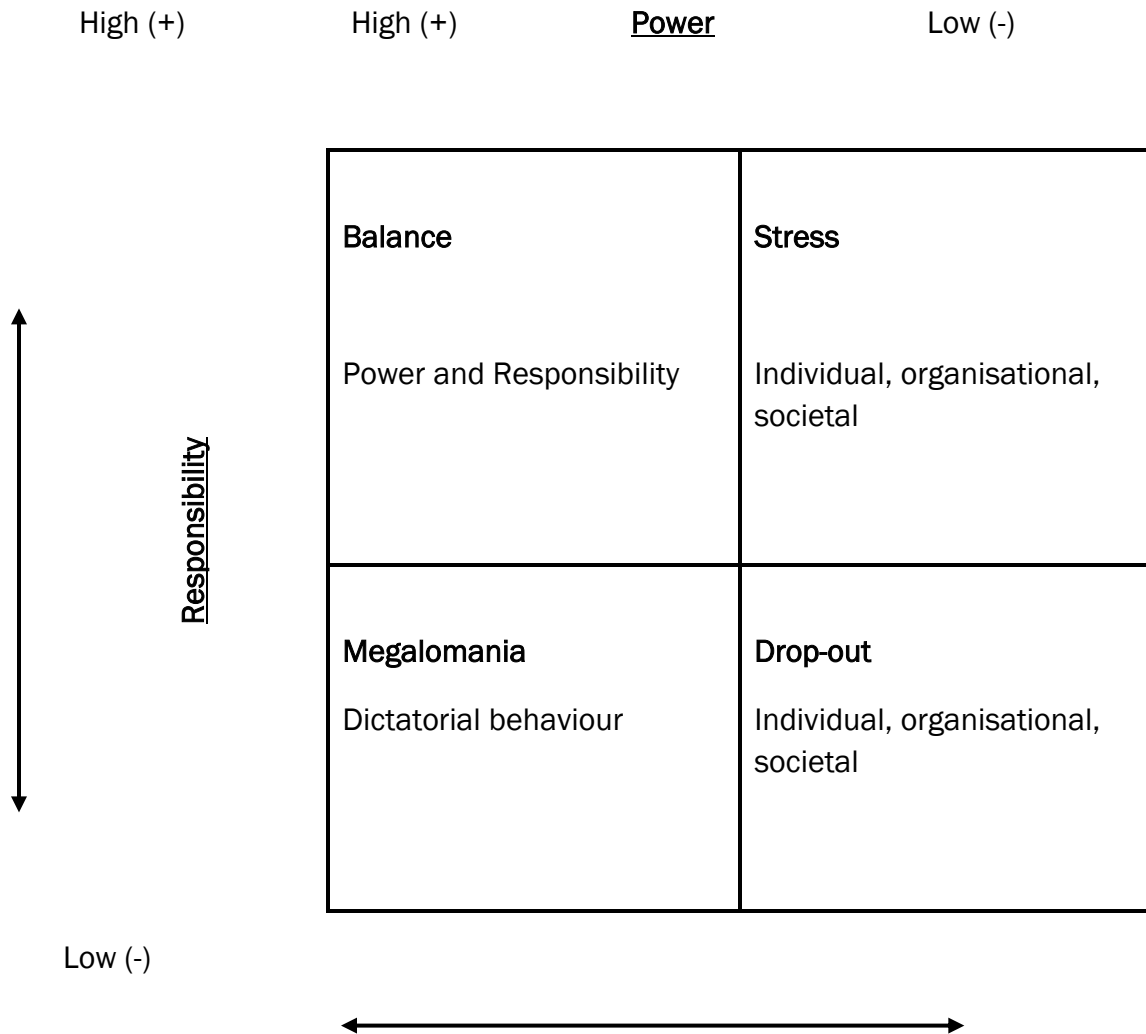 High (+) High (+) Power Low (-)
Balance Stress
Power and Responsibility Individual, organisational,
societal
Responsibility
Megalomania Drop-out
Dictatorial behaviour Individual, organisational,
societal
Low (-)